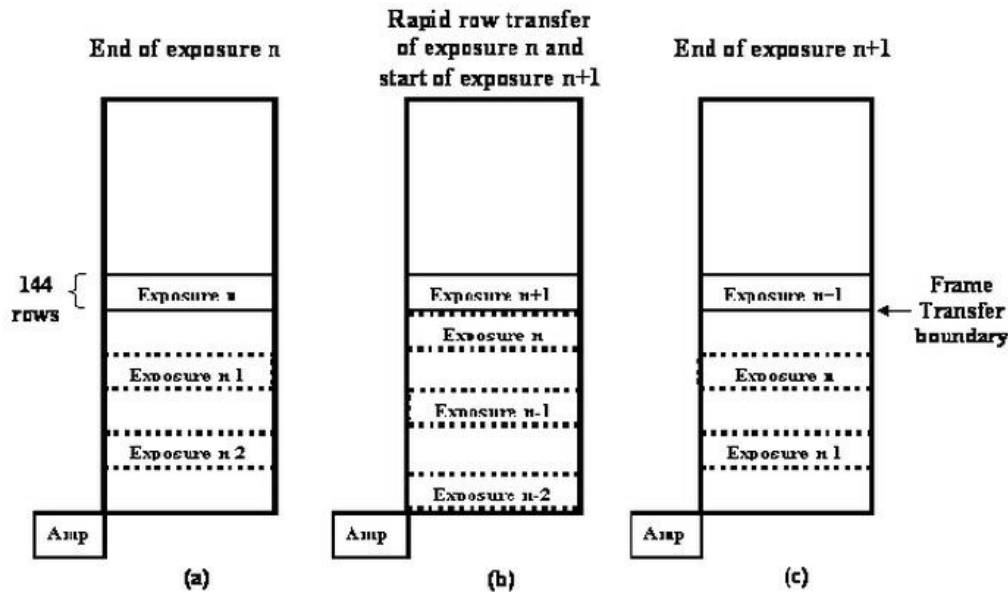 End of exposure n
Rapid row transfer
of exposure n and
start of exposure n+1
End of exposure n+1
144
rows
Exposure n
Exposure n 1
Exposure n 2
Amp
(a)
Exposure n+1
Exposure n
Exposure n-1
Exposure n-2
Amp
(b)
Exposure n-1
Exposure n
Exposure n 1
Amp
(c)
Frame
Transfer
boundary